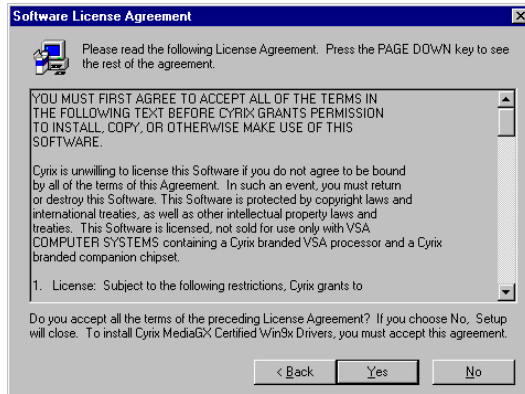 Software License Agreement
Please read the following License Agreement. Press the PAGE DOWN key to see
the rest of the agreement.
YOU MUST FIRST AGREE TO ACCEPT ALL OF THE TERMS IN
THE FOLLOWING TEXT BEFORE CYRIX GRANTS PERMISSION
TO INSTALL, COPY, OR OTHERWISE MAKE USE OF THIS
SOFTWARE.
Cyrix is unwilling to license this Software if you do not agree to be bound
by all of the terms of this Agreement. In such an event, you must return
or destroy this Software. This Software is protected by copyright laws and
international treaties, as well as other intellectual property laws and
treaties. This Software is licensed, not sold for use only with VSA
COMPUTER SYSTEMS containing a Cyrix branded VSA processor and a Cyrix
branded companion chipset.
1. License: Subject to the following restrictions, Cyrix grants to
Do you accept all the terms of the preceding License Agreement? If you choose No, Setup
will close. To install Cyrix MediaGX Certified Win9x Drivers, you must accept this agreement.
< Back
Yes
No